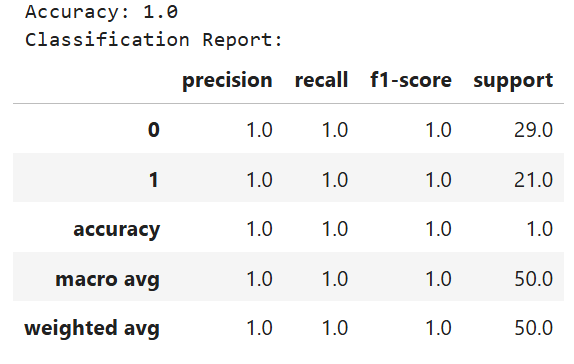 Accuracy: 1.0
Classification Report:
precision recall f1-score support
0 1.0 1.0 1.0 29.0
1 1.0 1.0 1.0 21.0
accuracy 1.0 1.0 1.0 1.0
macro avg 1.0 1.0 1.0 50.0
weighted avg 1.0 1.0 1.0 50.0